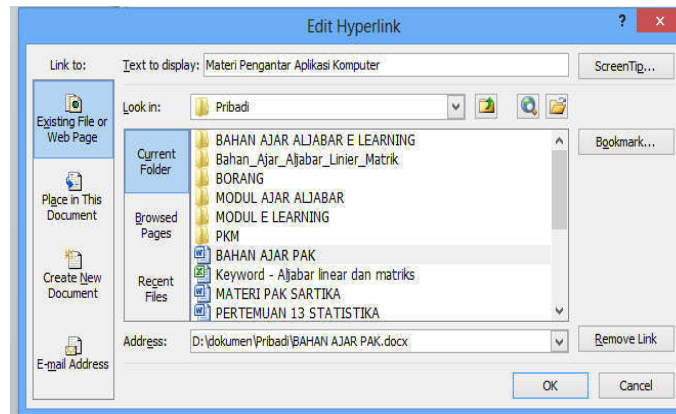 Edit Hyperlink
?
x
Link to:
Text to display: Materi Pengantar Aplikasi Komputer
ScreenTip...
Existing File or
Web Page
Look in: Pribadi
Bookmark...
Current
Folder
BAHAN AJAR ALJABAR E LEARNING
Bahan_Ajar_Aljabar_Linier_Matrik
BORANG
MODUL AJAR ALJABAR
MODUL E LEARNING
PKM
BAHAN AJAR PAK
Keyword - Aljabar linear dan matriks
MATERI PAK SARTIKA
PERTEMUAN 13 STATISTIKA
Place in This
Document
Browsed
Pages
Create New
Document
Recent
Files
E-mail Address
Address: D:\dokumen\Pribadi\BAHAN AJAR PAK.docx
Remove Link
OK
Cancel